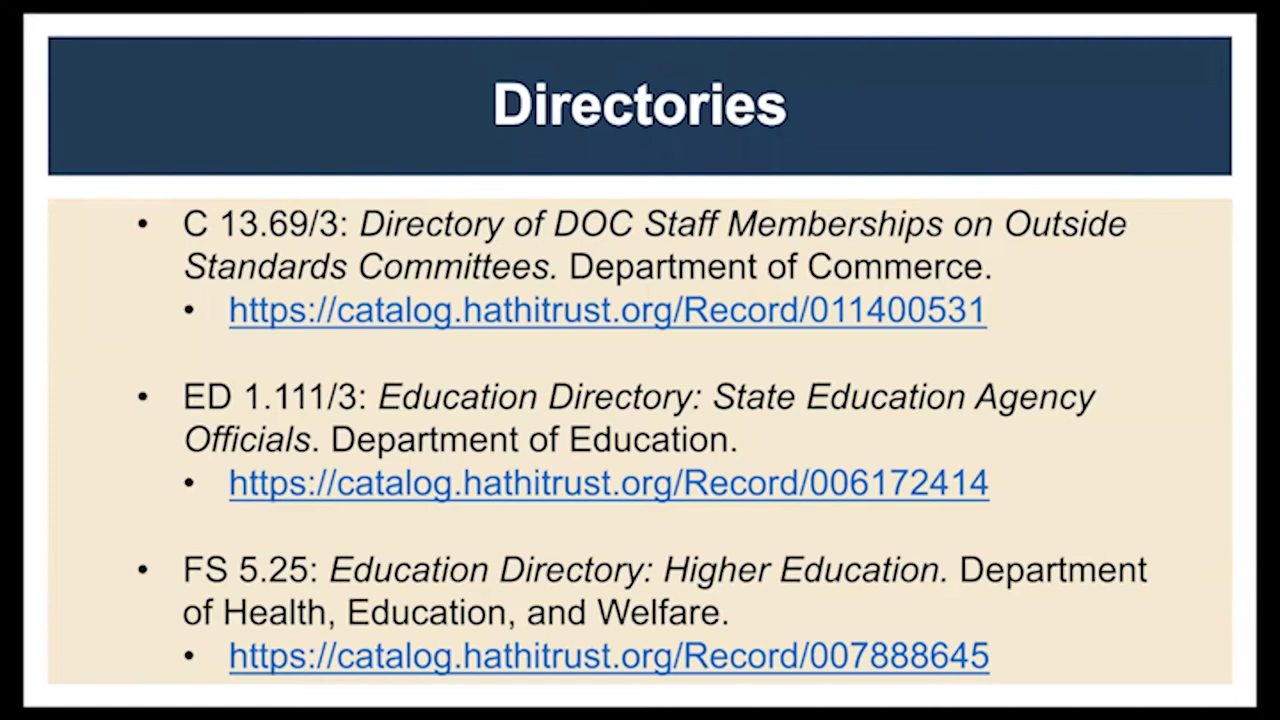 Directories
• C 13.69/3: Directory of DOC Staff Memberships on Outside
Standards Committees. Department of Commerce.
• https://catalog.hathitrust.org/Record/011400531
• ED 1.111/3: Education Directory: State Education Agency
Officials. Department of Education.
• https://catalog.hathitrust.org/Record/006172414
• FS 5.25: Education Directory: Higher Education. Department
of Health, Education, and Welfare.
• https://catalog.hathitrust.org/Record/007888645